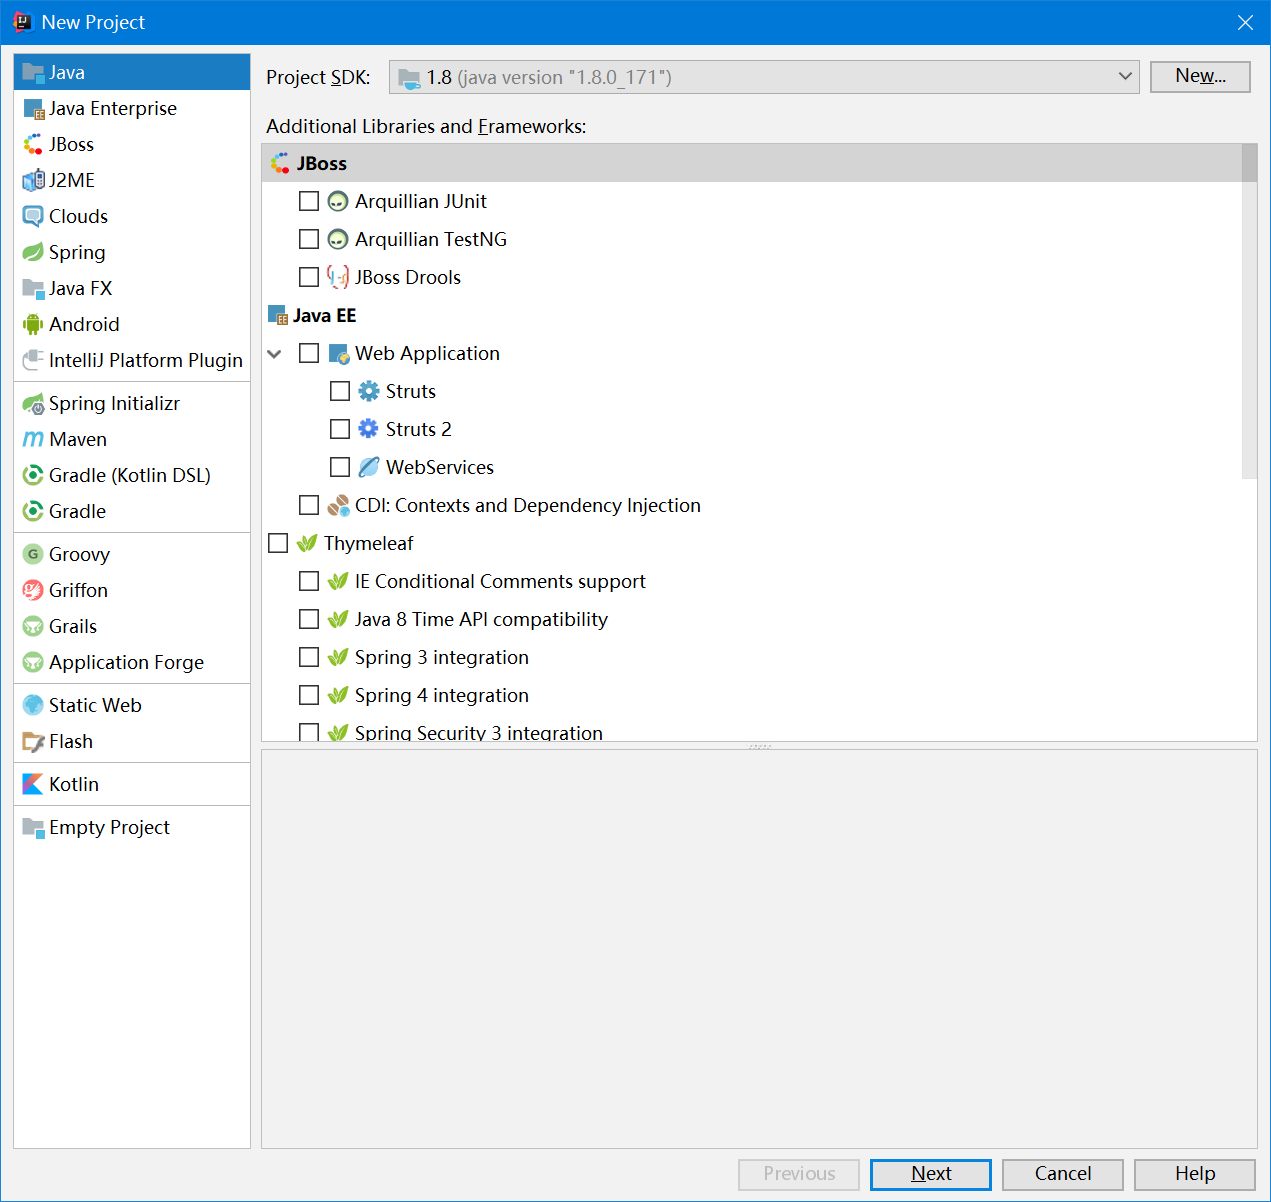 New Project
Java
Java Enterprise
JBoss
J2ME
Clouds
Spring
Java FX
Android
IntelliJ Platform Plugin
Spring Initializr
Maven
Gradle (Kotlin DSL)
Gradle
Groovy
Griffon
Grails
Application Forge
Static Web
Flash
Kotlin
Empty Project
Project SDK: 1.8 (java version "1.8.0_171") New...
Additional Libraries and Frameworks:
JBoss
Arquillian JUnit
Arquillian TestNG
JBoss Drools
Java EE
Web Application
Struts
Struts 2
WebServices
CDI: Contexts and Dependency Injection
Thymeleaf
IE Conditional Comments support
Java 8 Time API compatibility
Spring 3 integration
Spring 4 integration
Spring Security 3 integration
Previous Next Cancel Help